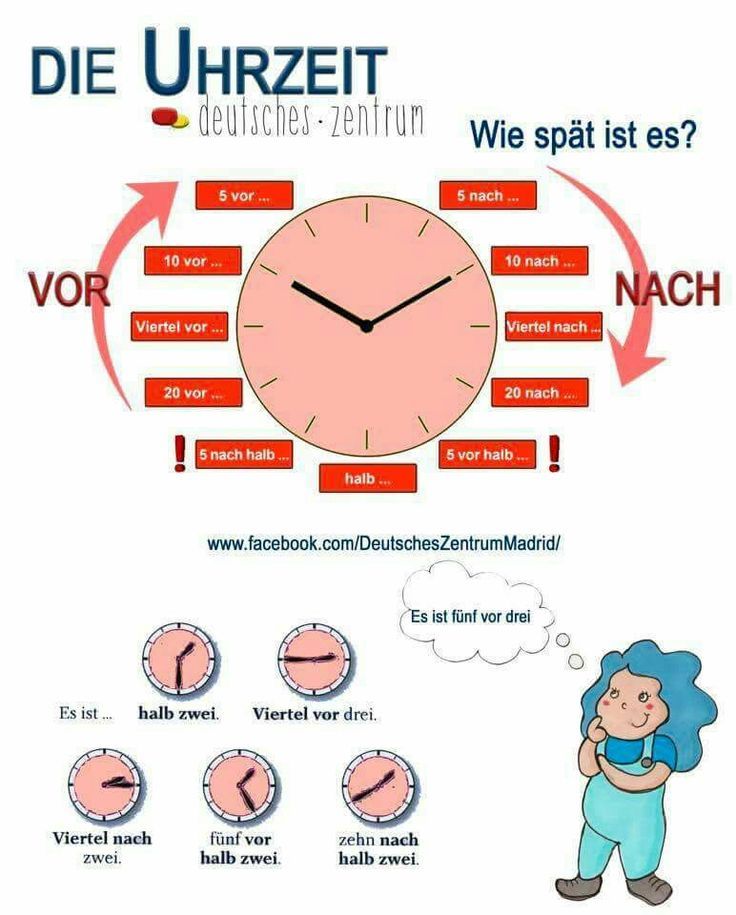 DIE UHRZEIT
deutsches · zentrum
Wie spät ist es?
5 vor ...
5 nach ...
10 vor ...
10 nach ...
VOR
NACH
Viertel vor ...
Viertel nach ...
20 vor ...
20 nach ....
! 5 nach halb ...
5 vor halb ... !
halb ...
www.facebook.com/DeutschesZentrumMadrid/
Es ist fünf vor drei
Es ist ...
halb zwei.
Viertel vor drei.
Viertel nach
zwei.
fünf vor
halb zwei.
zehn nach
halb zwei.